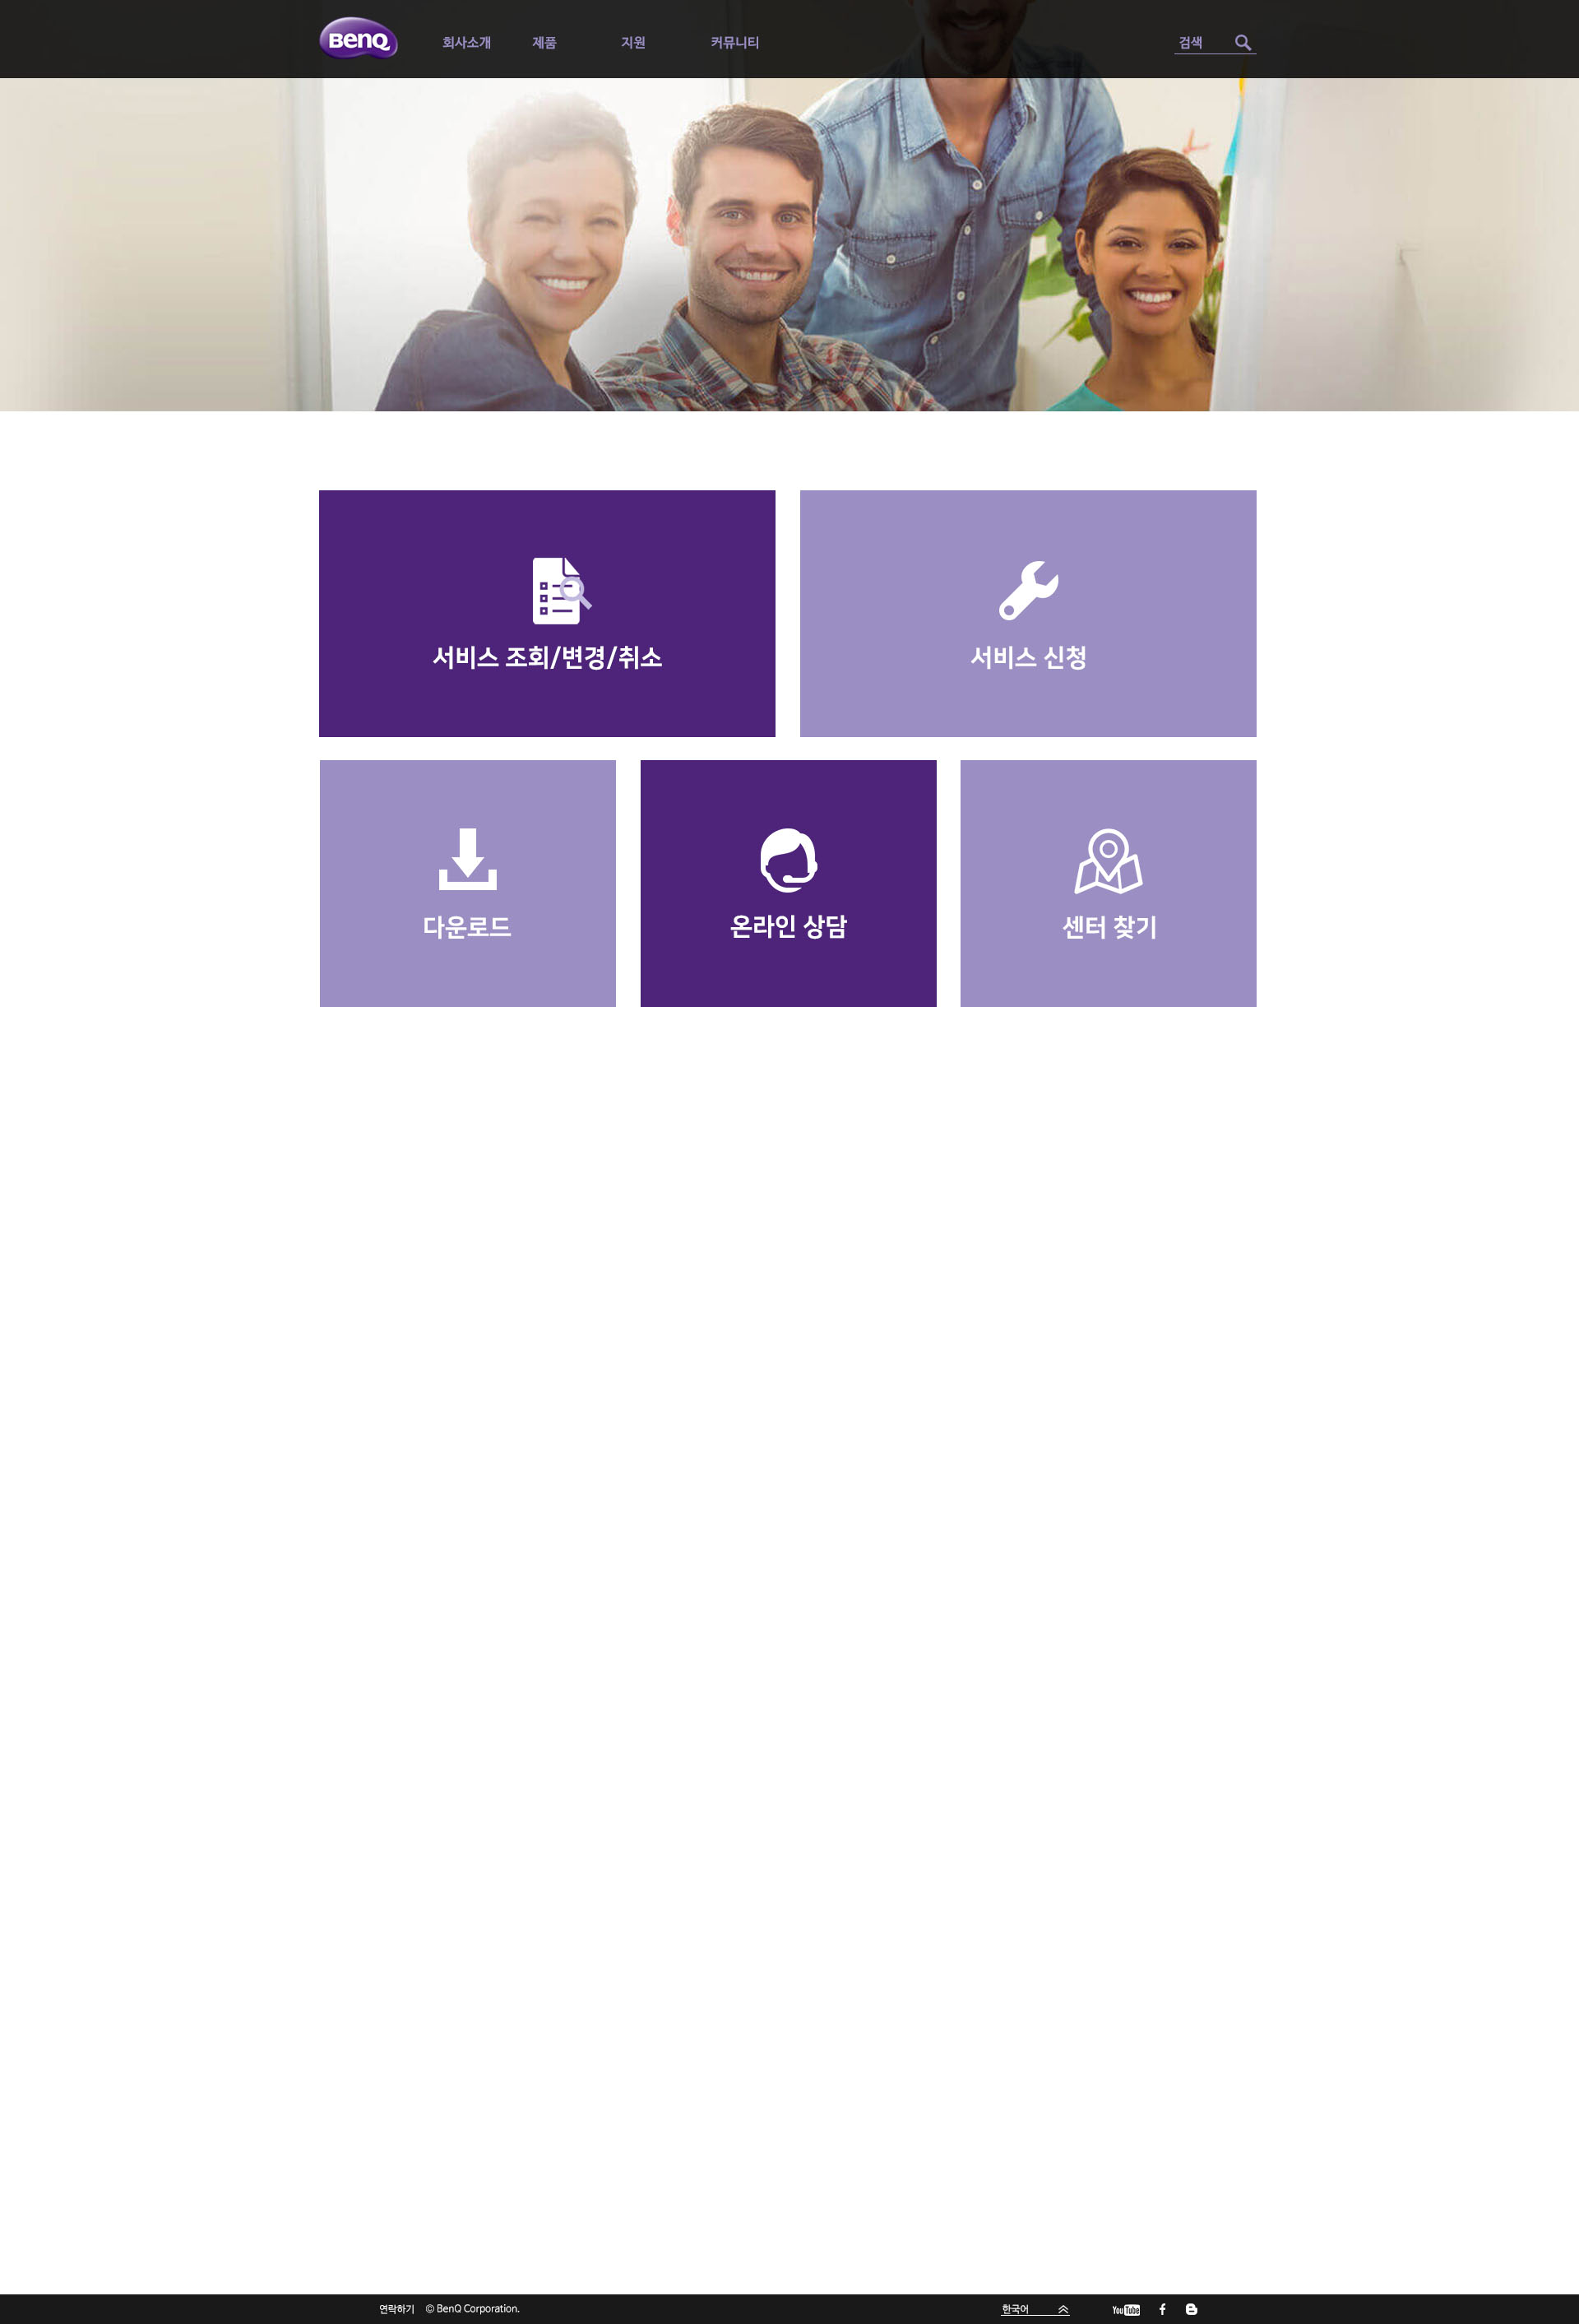 BenQ
회사소개 제품 지원 커뮤니티 검색
서비스 조회/변경/취소
서비스 신청
다운로드
온라인 상담
센터 찾기
연락하기 © BenQ Corporation. 한국어 YouTube